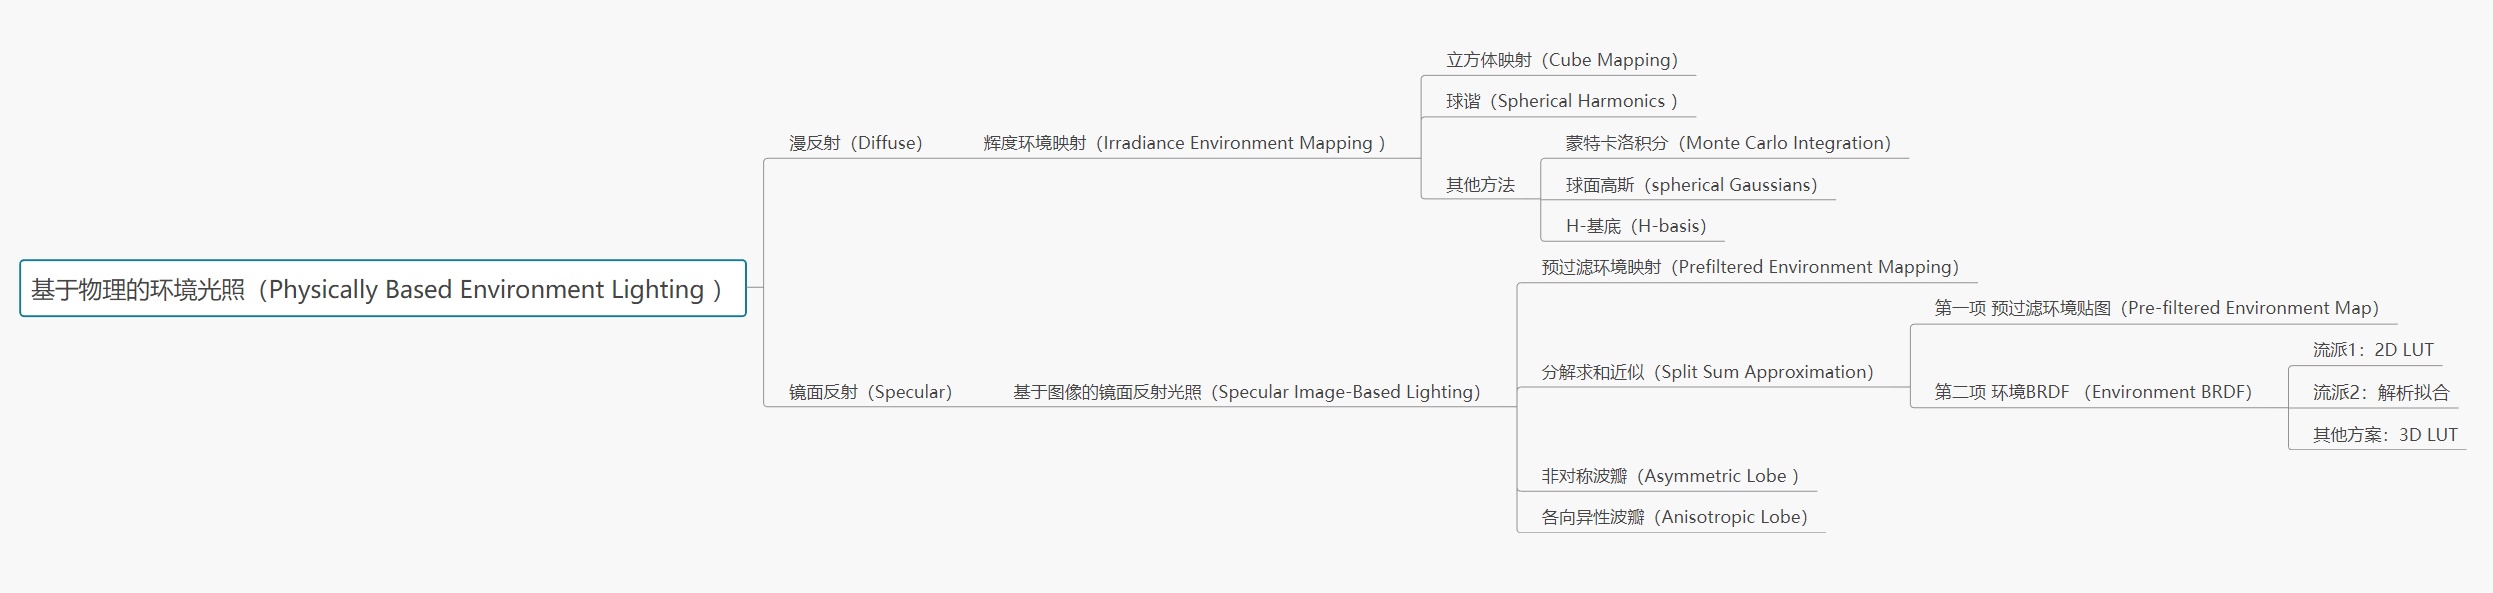 基于物理的环境光照（Physically Based Environment Lighting ）
漫反射（Diffuse）
辉度环境映射（Irradiance Environment Mapping ）
立方体映射（Cube Mapping）
球谐（Spherical Harmonics ）
其他方法
蒙特卡洛积分（Monte Carlo Integration）
球面高斯（spherical Gaussians）
H-基底（H-basis）
镜面反射（Specular）
基于图像的镜面反射光照（Specular Image-Based Lighting）
预过滤环境映射（Prefiltered Environment Mapping）
分解求和近似（Split Sum Approximation）
第一项 预过滤环境贴图（Pre-filtered Environment Map）
第二项 环境BRDF （Environment BRDF）
流派1：2D LUT
流派2：解析拟合
其他方案：3D LUT
非对称波瓣（Asymmetric Lobe ）
各向异性波瓣（Anisotropic Lobe）